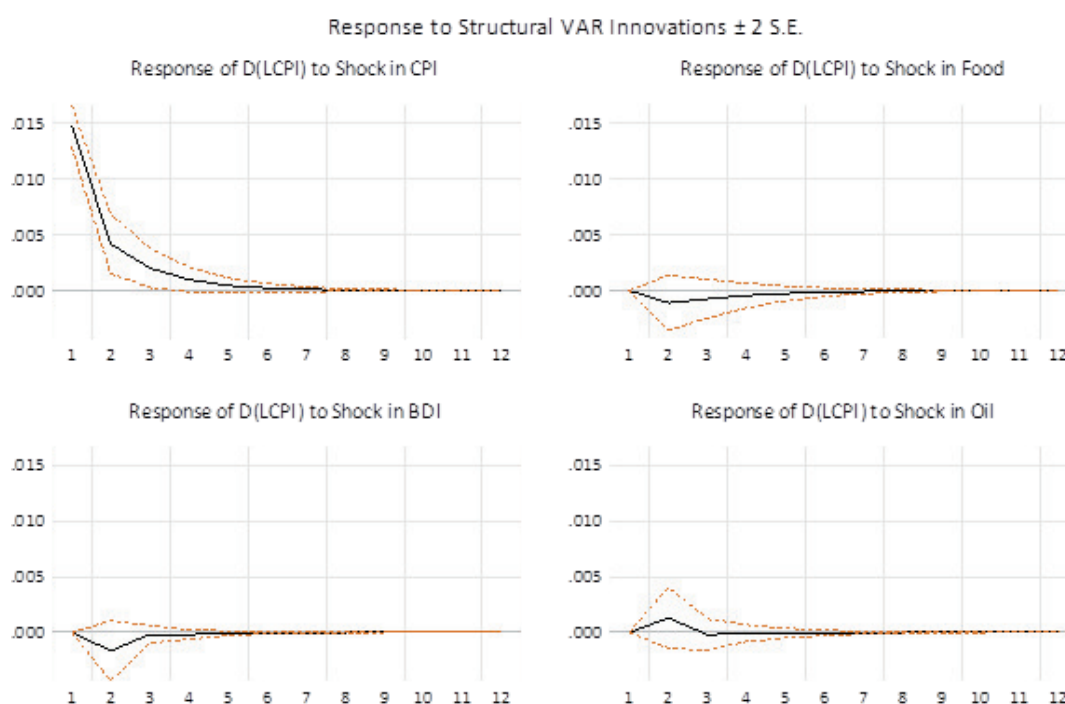 Response to Structural VAR Innovations ± 2 S.E.
Response of D(LCPI) to Shock in CPI
.015
.010
.005
.000
1 2 3 4 5 6 7 8 9 10 11 12
Response of D(LCPI) to Shock in Food
.015
.010
.005
.000
1 2 3 4 5 6 7 8 9 10 11 12
Response of D(LCPI) to Shock in BDI
.015
.010
.005
.000
1 2 3 4 5 6 7 8 9 10 11 12
Response of D(LCPI) to Shock in Oil
.015
.010
.005
.000
1 2 3 4 5 6 7 8 9 10 11 12